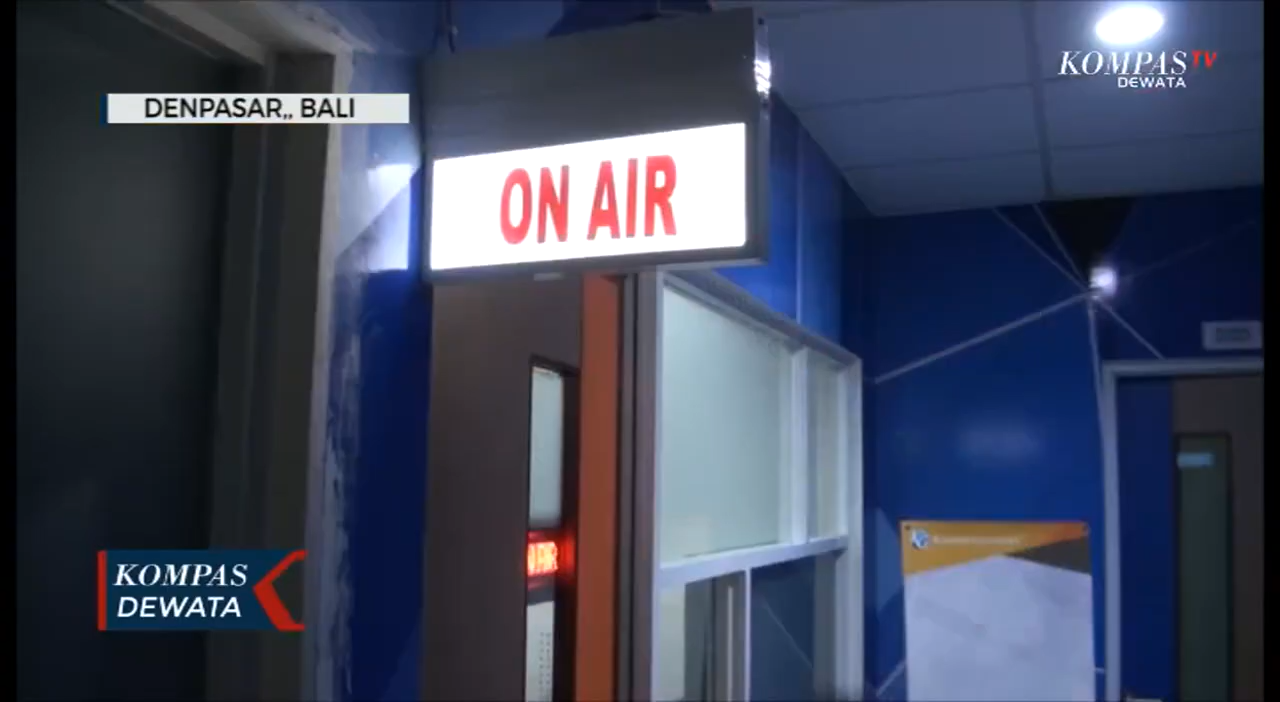 KOMPAS TV
DEWATA
DENPASAR,, BALI
ON AIR
KOMPAS
DEWATA